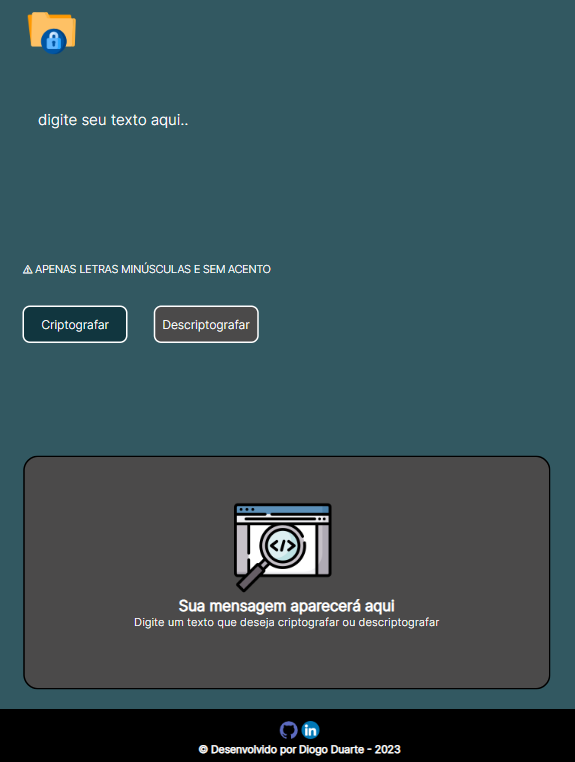 digite seu texto aqui..
⚠ APENAS LETRAS MINÚSCULAS E SEM ACENTO
Criptografar Descriptografar
</>
Sua mensagem aparecerá aqui
Digite um texto que deseja criptografar ou descriptografar
in
© Desenvolvido por Diogo Duarte - 2023